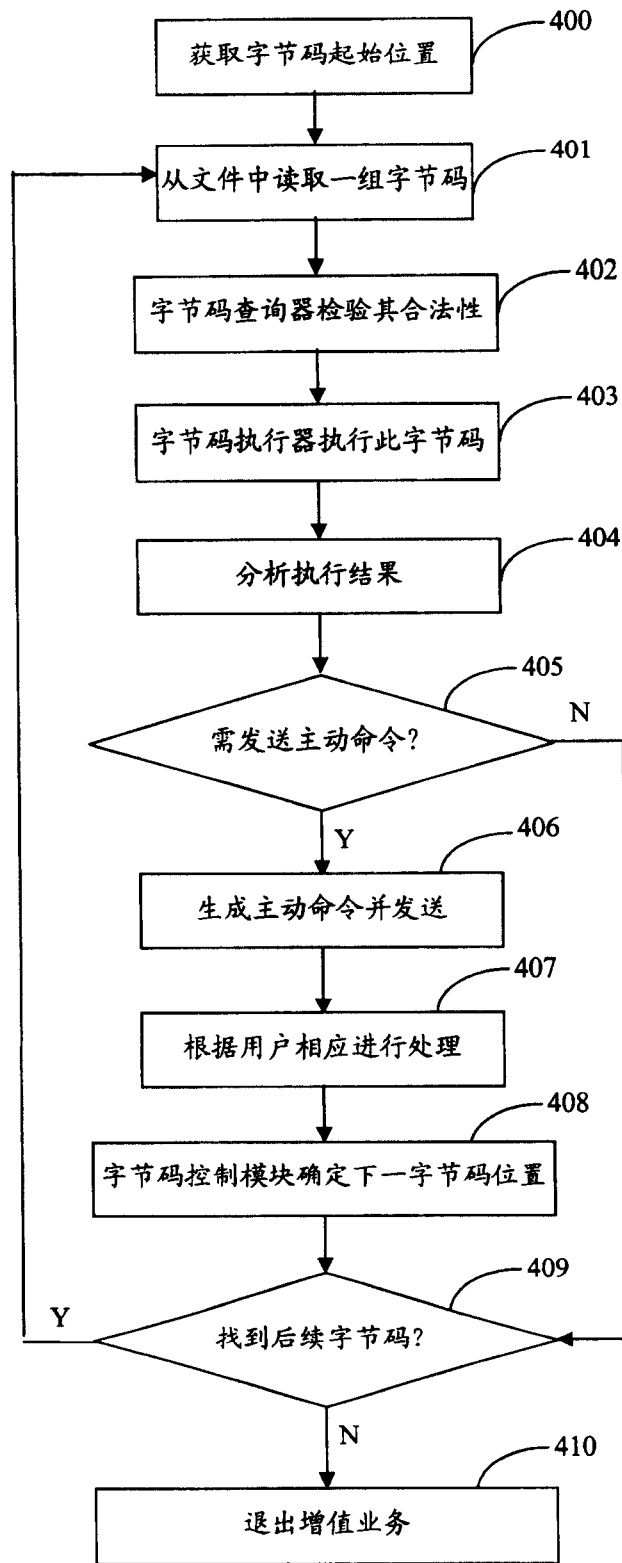 400
获取字节码起始位置
401
从文件中读取一组字节码
402
字节码查询器检验其合法性
403
字节码执行器执行此字节码
404
分析执行结果
405
需发送主动命令?
N
Y
406
生成主动命令并发送
407
根据用户相应进行处理
408
字节码控制模块确定下一字节码位置
409
Y
找到后续字节码?
N
410
退出增值业务